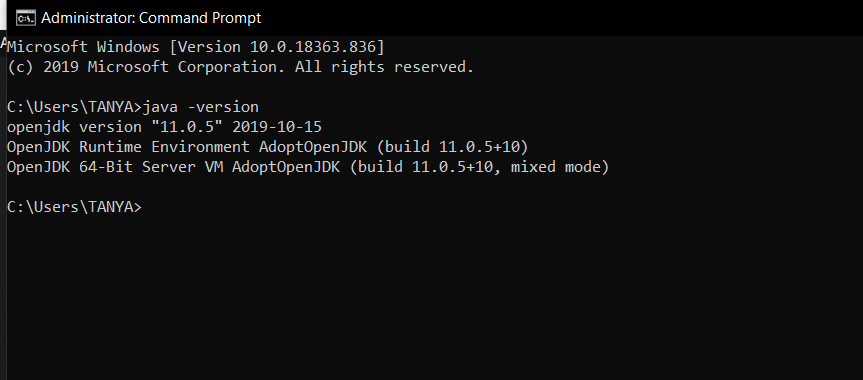 Administrator: Command Prompt
Microsoft Windows [Version 10.0.18363.836]
(c) 2019 Microsoft Corporation. All rights reserved.
C:\Users\TANYA>java -version
openjdk version "11.0.5" 2019-10-15
OpenJDK Runtime Environment AdoptOpenJDK (build 11.0.5+10)
OpenJDK 64-Bit Server VM AdoptOpenJDK (build 11.0.5+10, mixed mode)
C:\Users\TANYA>